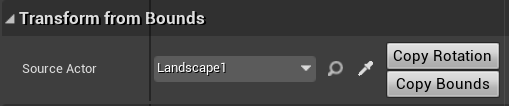 Transform from Bounds
Source Actor
Landscape1
Copy Rotation
Copy Bounds